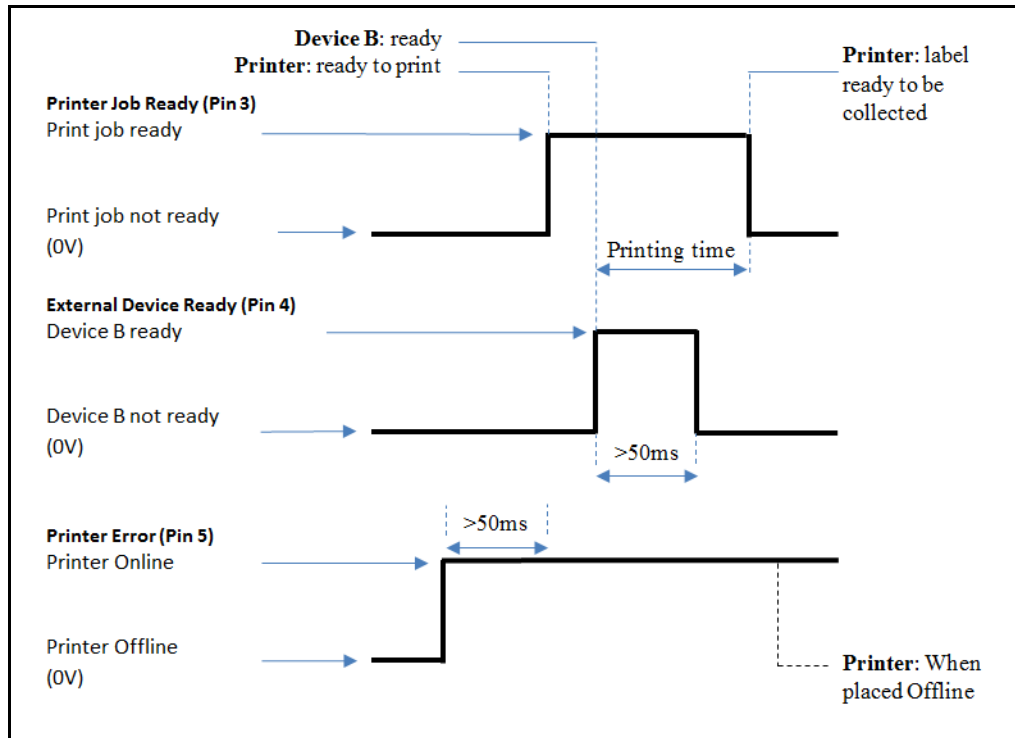 Device B: ready
Printer: ready to print
Printer: label
ready to be
collected
Printer Job Ready (Pin 3)
Print job ready
Print job not ready
(0V)
Printing time
External Device Ready (Pin 4)
Device B ready
Device B not ready
(0V)
>50ms
>50ms
Printer Error (Pin 5)
Printer Online
Printer Offline
(0V)
Printer: When
placed Offline